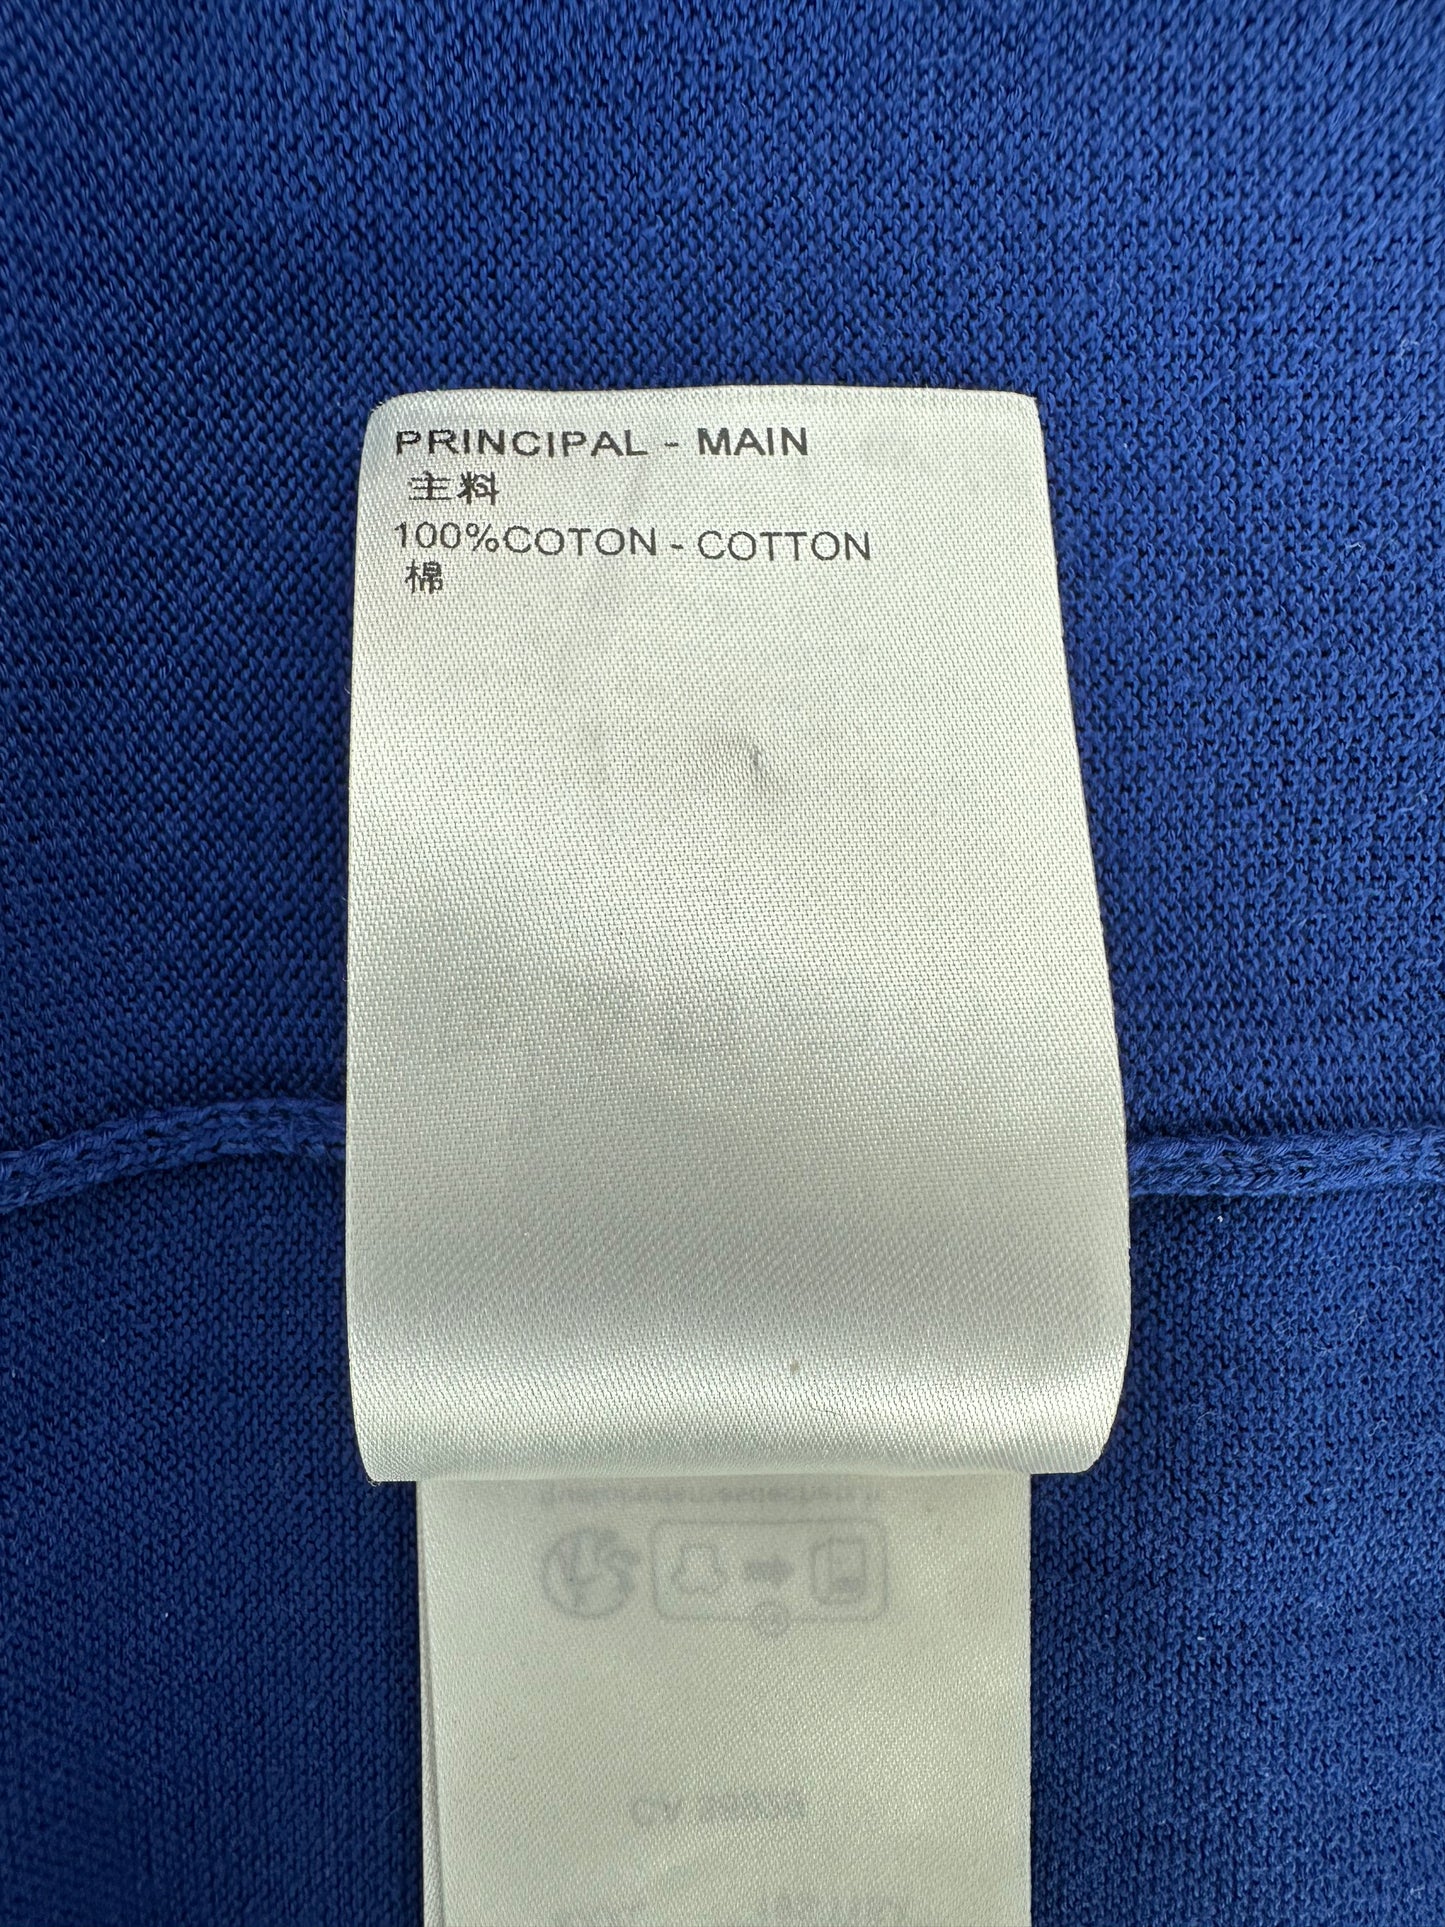 PRINCIPAL - MAIN
主料
100%COTON - COTTON
棉